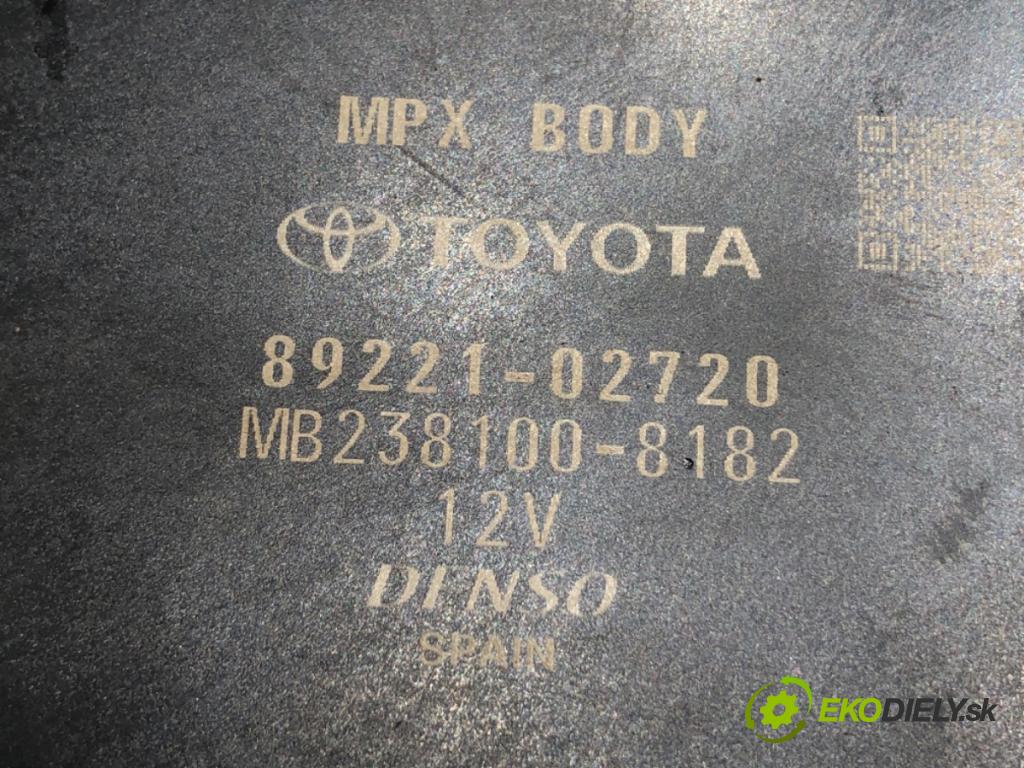 MPX BODY
TOYOTA
89221-02720
MB238100-8182
12V
DENSO
SPAIN
EKODIELY.sk